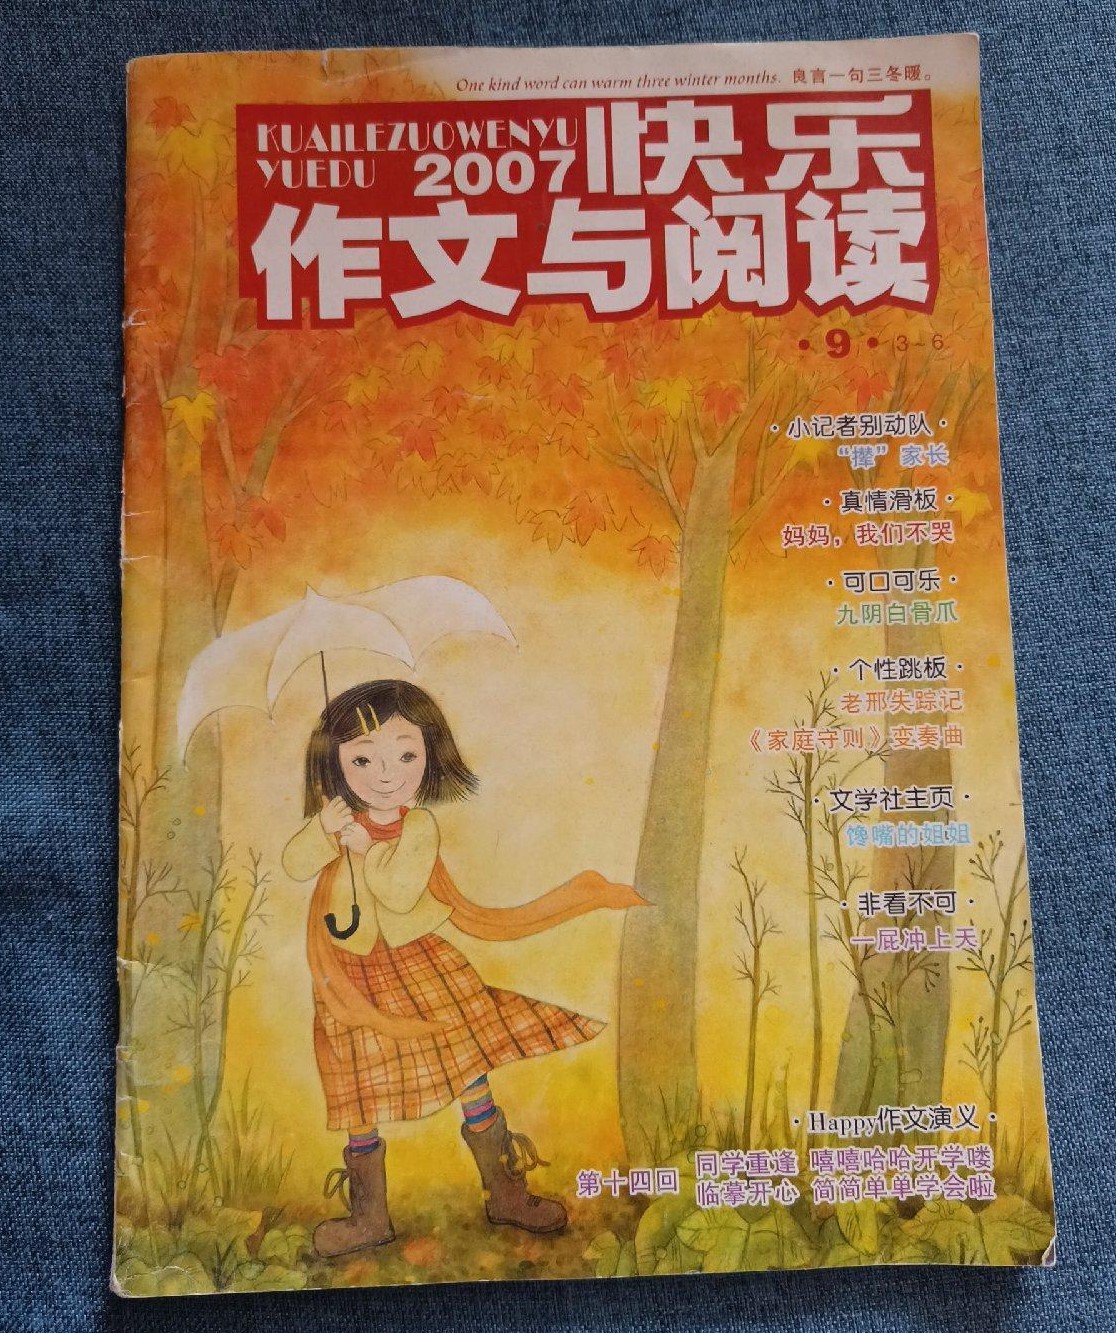 One kind word can warm three winter months. 良言一句三冬暖。
KUAILEZUOWENYU
YUEDU
2007
快乐
作文与阅读
·9· 3-6
·小记者别动队·
“撵”家长
·真情滑板·
妈妈，我们不哭
·可口可乐·
九阴白骨爪
·个性跳板·
老邢失踪记
《家庭守则》变奏曲
·文学社主页·
馋嘴的姐姐
·非看不可·
一屁冲上天
·Happy作文演义·
第十四回
同学重逢 嘻嘻哈哈开学喽
临摹开心 简简单单学会啦